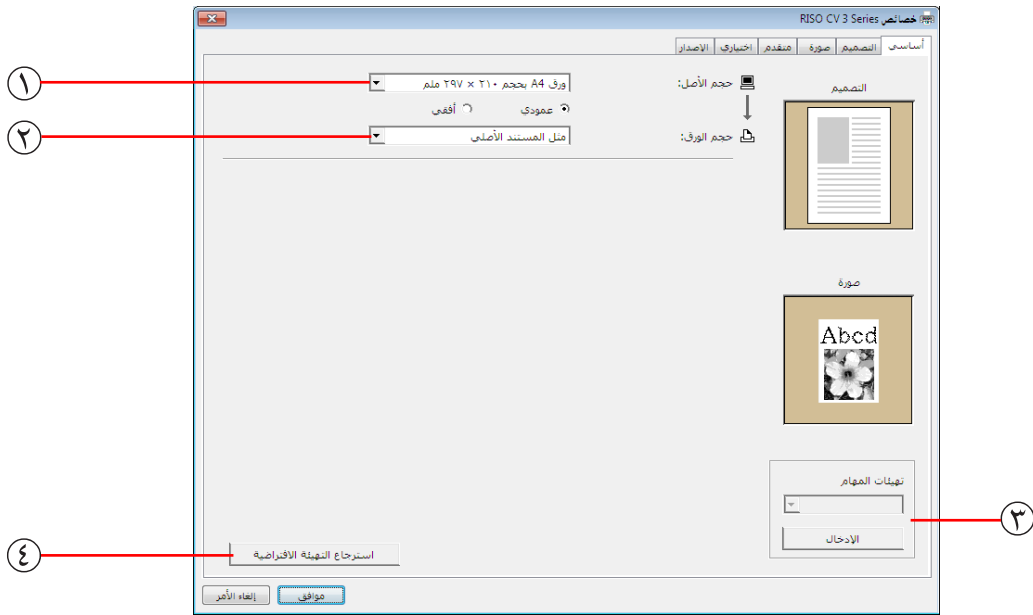 خصائص RISO CV 3 Series
أساسي التصميم صورة متقدم اختياري الاصدار
التصميم
حجم الأصل: ورق A4 بحجم ٢١٠ × ٢٩٧ ملم
١
عمودي أفقي
حجم الورق: مثل المستند الأصلي
٢
صورة
Abcd
تهيئات المهام
٣
الإدخال
استرجاع التهيئة الافتراضية
٤
موافق إلغاء الأمر